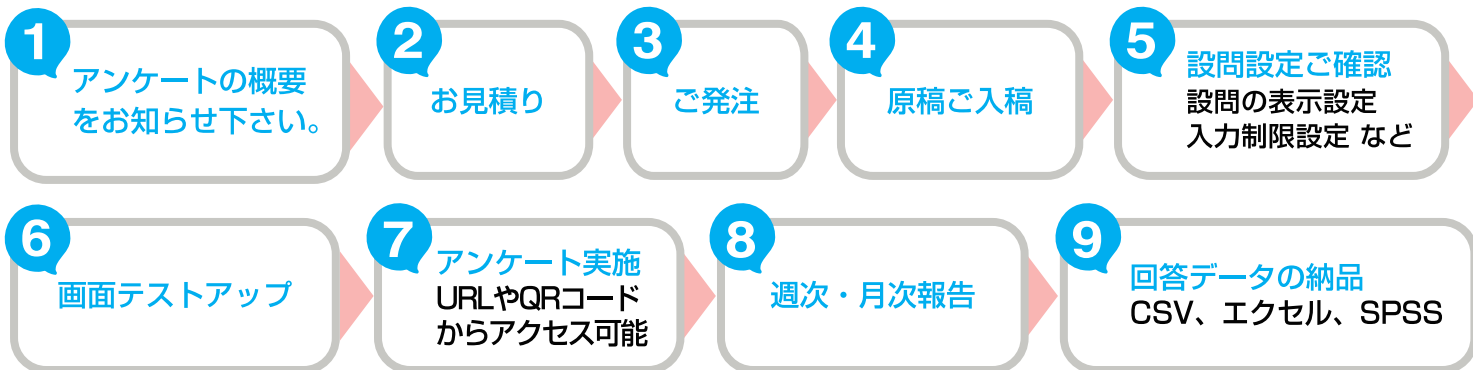 1
アンケートの概要
をお知らせ下さい。
2
お見積り
3
ご発注
4
原稿ご入稿
5
設問設定ご確認
設問の表示設定
入力制限設定 など
6
画面テストアップ
7
アンケート実施
URLやQRコード
からアクセス可能
8
週次・月次報告
9
回答データの納品
CSV、エクセル、SPSS